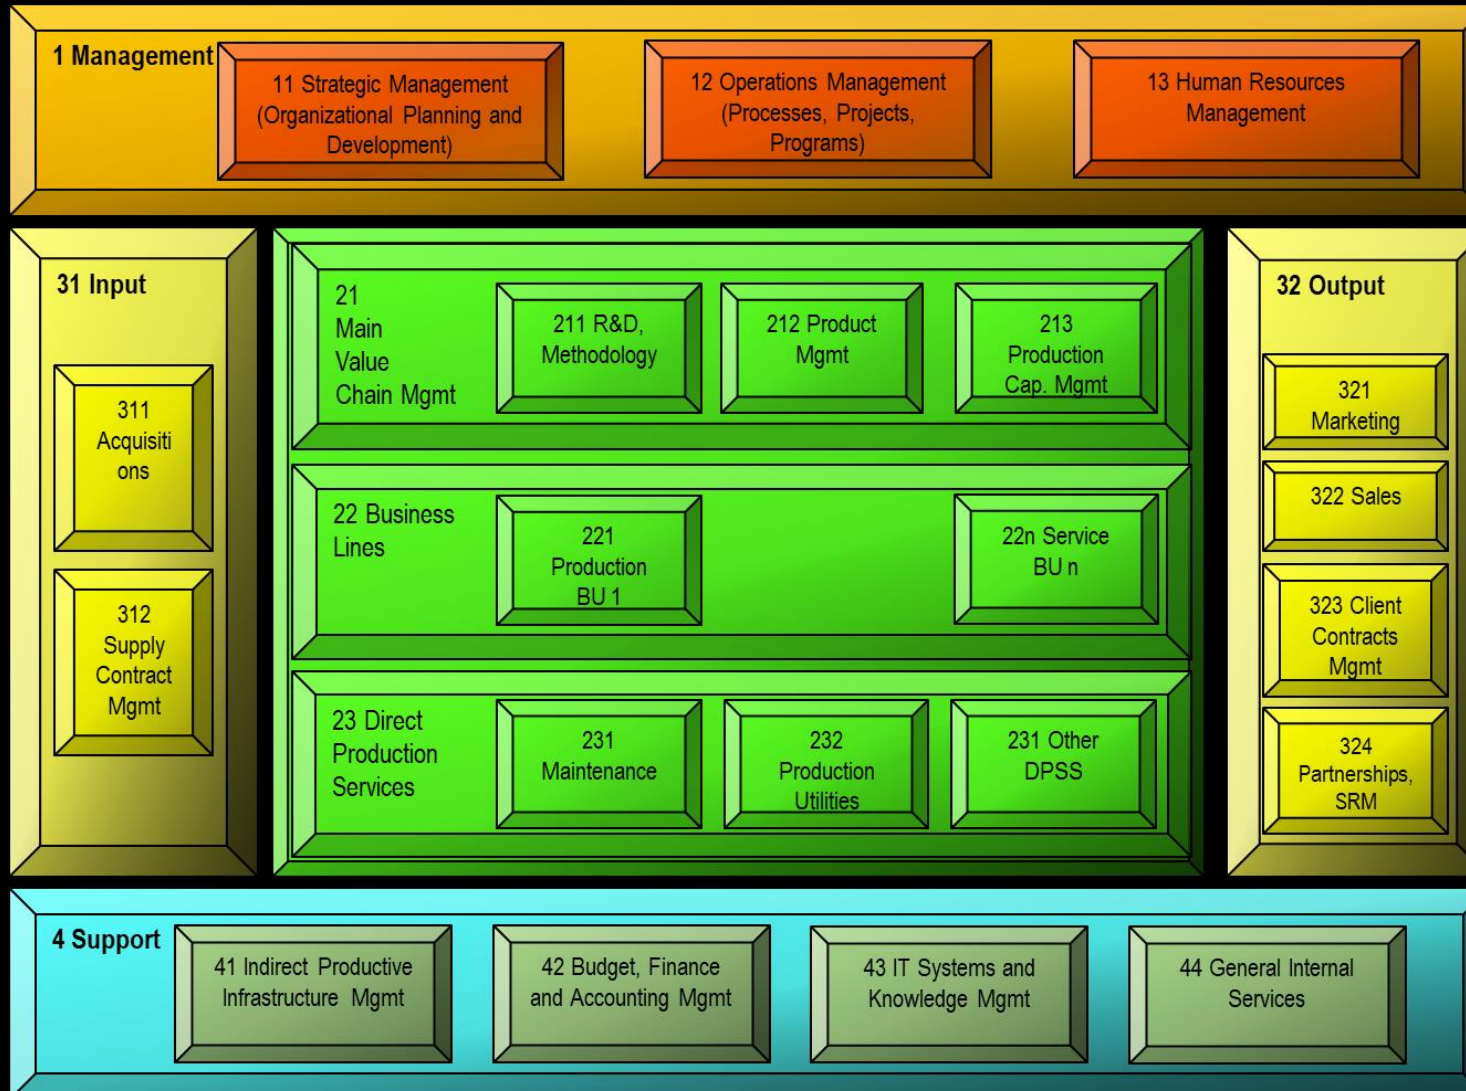 1 Management
11 Strategic Management
(Organizational Planning and
Development)
12 Operations Management
(Processes, Projects,
Programs)
13 Human Resources
Management
31 Input
311
Acquisiti
ons
312
Supply
Contract
Mgmt
21
Main
Value
Chain Mgmt
211 R&D,
Methodology
212 Product
Mgmt
213
Production
Cap. Mgmt
22 Business
Lines
221
Production
BU 1
22n Service
BU n
23 Direct
Production
Services
231
Maintenance
232
Production
Utilities
231 Other
DPSS
32 Output
321
Marketing
322 Sales
323 Client
Contracts
Mgmt
324
Partnerships,
SRM
4 Support
41 Indirect Productive
Infrastructure Mgmt
42 Budget, Finance
and Accounting Mgmt
43 IT Systems and
Knowledge Mgmt
44 General Internal
Services